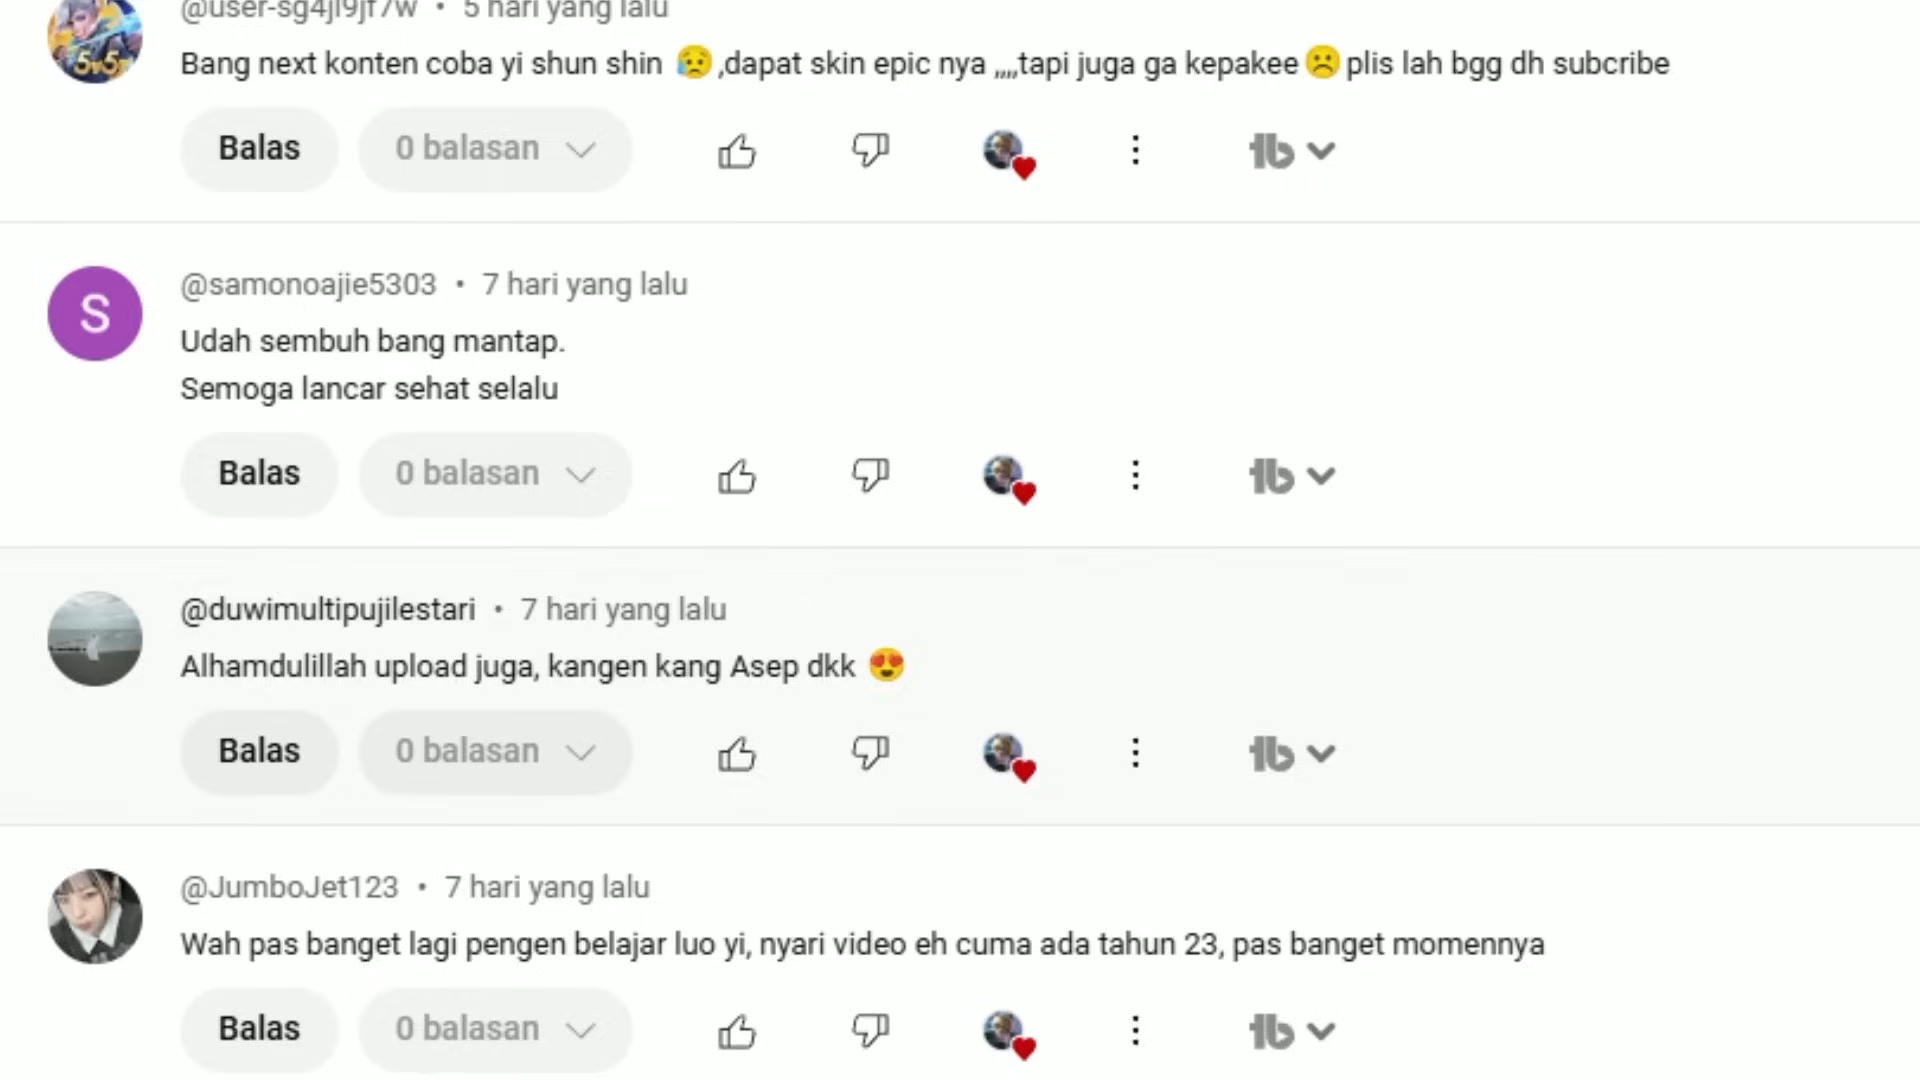 @user-sg4jl9jf7w • 5 hari yang lalu
Bang next konten coba yi shun shin 😥,dapat skin epic nya ,,,,tapi juga ga kepakee☹️plis lah bgg dh subcribe
Balas 0 balasan
@samonoajie5303 • 7 hari yang lalu
Udah sembuh bang mantap.
Semoga lancar sehat selalu
Balas 0 balasan
@duwimultipujilestari • 7 hari yang lalu
Alhamdulillah upload juga, kangen kang Asep dkk 😍
Balas 0 balasan
@JumboJet123 • 7 hari yang lalu
Wah pas banget lagi pengen belajar luo yi, nyari video eh cuma ada tahun 23, pas banget momennya
Balas 0 balasan
5v5
S